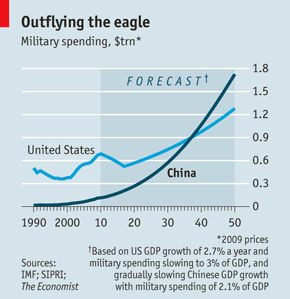 Outflying the eagle
Military spending, $trn*
FORECAST†
1.8
1.5
1.2
0.9
0.6
0.3
0
United States
China
1990 2000 10 20 30 40 50
*2009 prices
†Based on US GDP growth of 2.7% a year and
military spending slowing to 3% of GDP, and
gradually slowing Chinese GDP growth
with military spending of 2.1% of GDP
Sources:
IMF; SIPRI;
The Economist